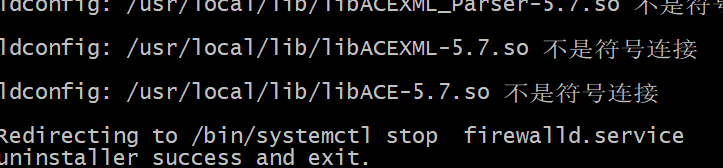 ldconfig: /usr/local/lib/libACEXML_Parser-5.7.so 不是符号
ldconfig: /usr/local/lib/libACEXML-5.7.so 不是符号连接
ldconfig: /usr/local/lib/libACE-5.7.so 不是符号连接
Redirecting to /bin/systemctl stop  firewalld.service
uninstaller success and exit.